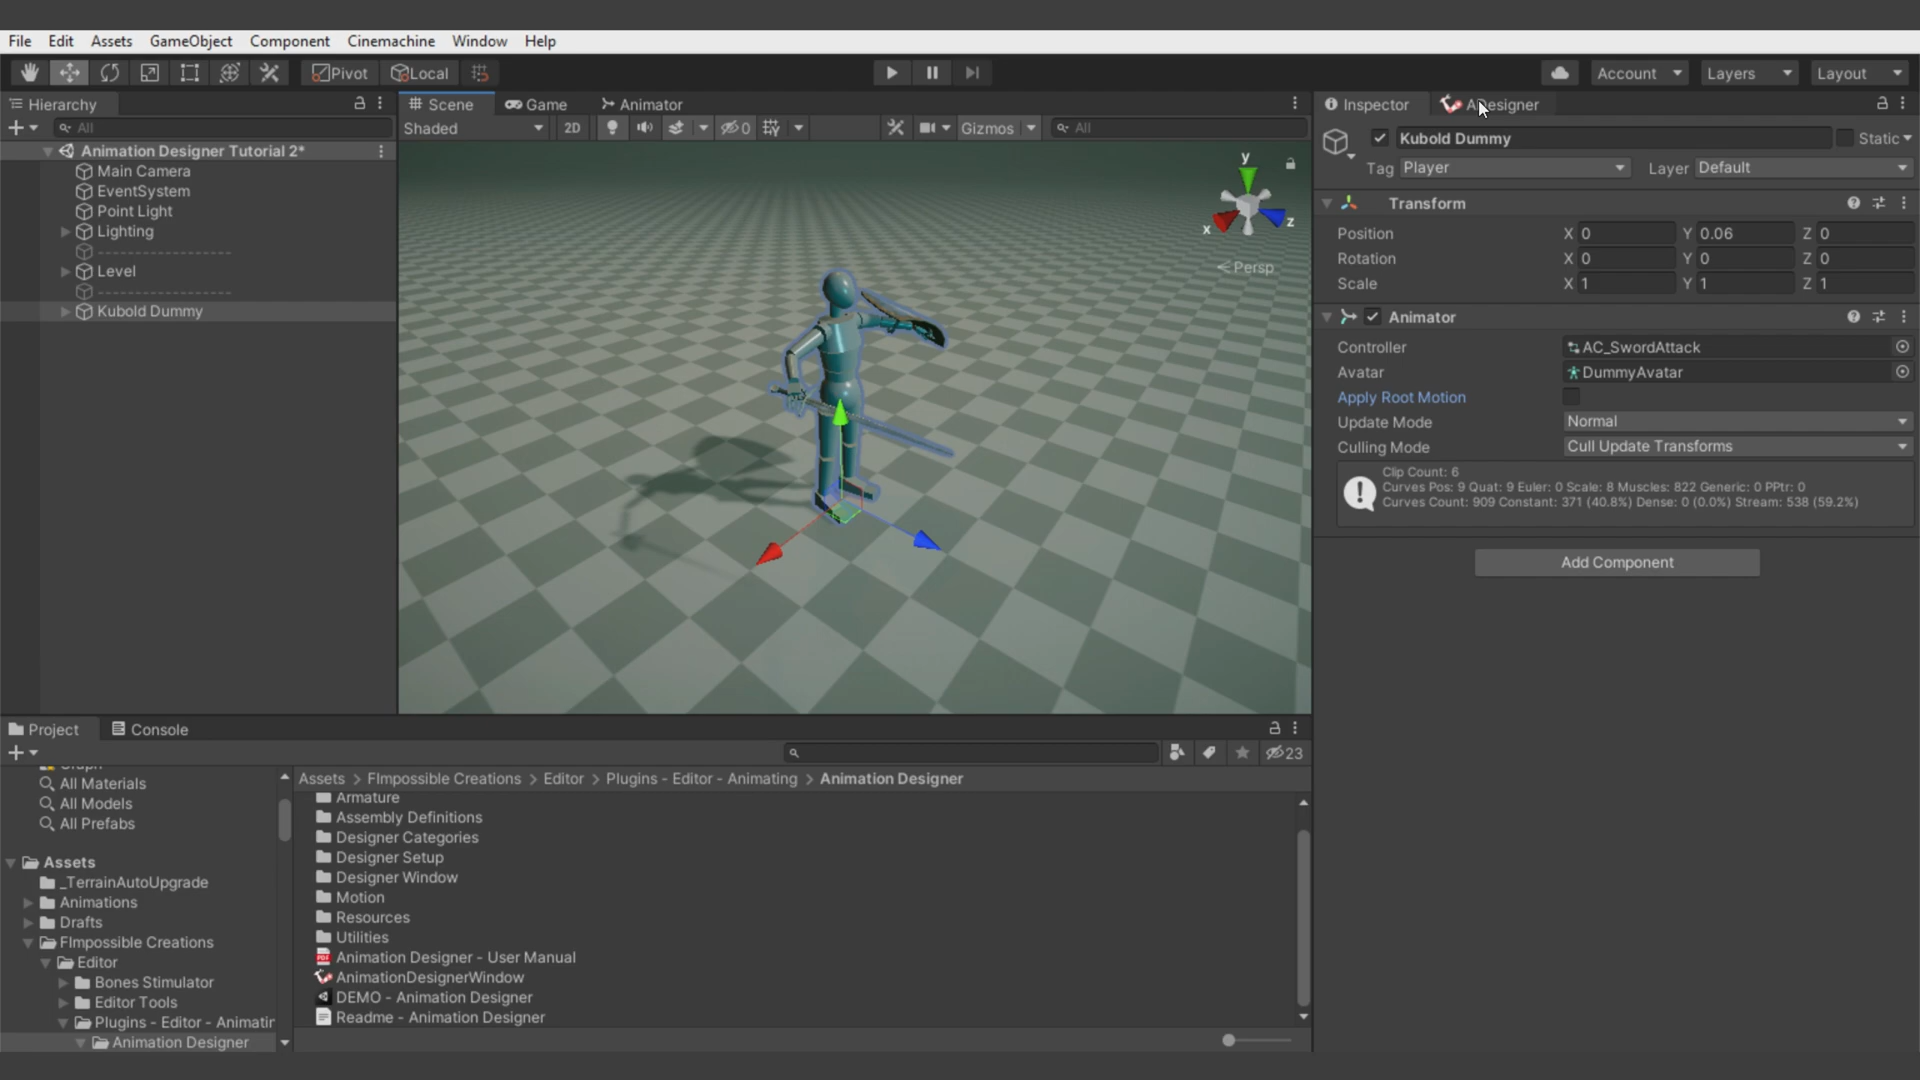 File Edit Assets GameObject Component Cinemachine Window Help
Pivot Local Account Layers Layout
Hierarchy
All
Animation Designer Tutorial 2*
Main Camera
EventSystem
Point Light
Lighting
--------------------
Level
--------------------
Kubold Dummy
Scene Game Animator
Shaded 2D 0 Gizmos All
y
x
z
Persp
Inspector ADesigner
Kubold Dummy Static
Tag Player Layer Default
Transform
Position X 0 Y 0.06 Z 0
Rotation X 0 Y 0 Z 0
Scale X 1 Y 1 Z 1
Animator
Controller AC_SwordAttack
Avatar DummyAvatar
Apply Root Motion
Update Mode Normal
Culling Mode Cull Update Transforms
Clip Count: 6
Curves Pos: 9 Quat: 9 Euler: 0 Scale: 8 Muscles: 822 Generic: 0 PPtr: 0
Curves Count: 909 Constant: 371 (40.8%) Dense: 0 (0.0%) Stream: 538 (59.2%)
Add Component
Project Console
23
All Materials
All Models
All Prefabs
Assets
_TerrainAutoUpgrade
Animations
Drafts
FImpossible Creations
Editor
Bones Stimulator
Editor Tools
Plugins - Editor - Animatir
Animation Designer
Assets > FImpossible Creations > Editor > Plugins - Editor - Animating > Animation Designer
Armature
Assembly Definitions
Designer Categories
Designer Setup
Designer Window
Motion
Resources
Utilities
PDF Animation Designer - User Manual
AnimationDesignerWindow
DEMO - Animation Designer
Readme - Animation Designer